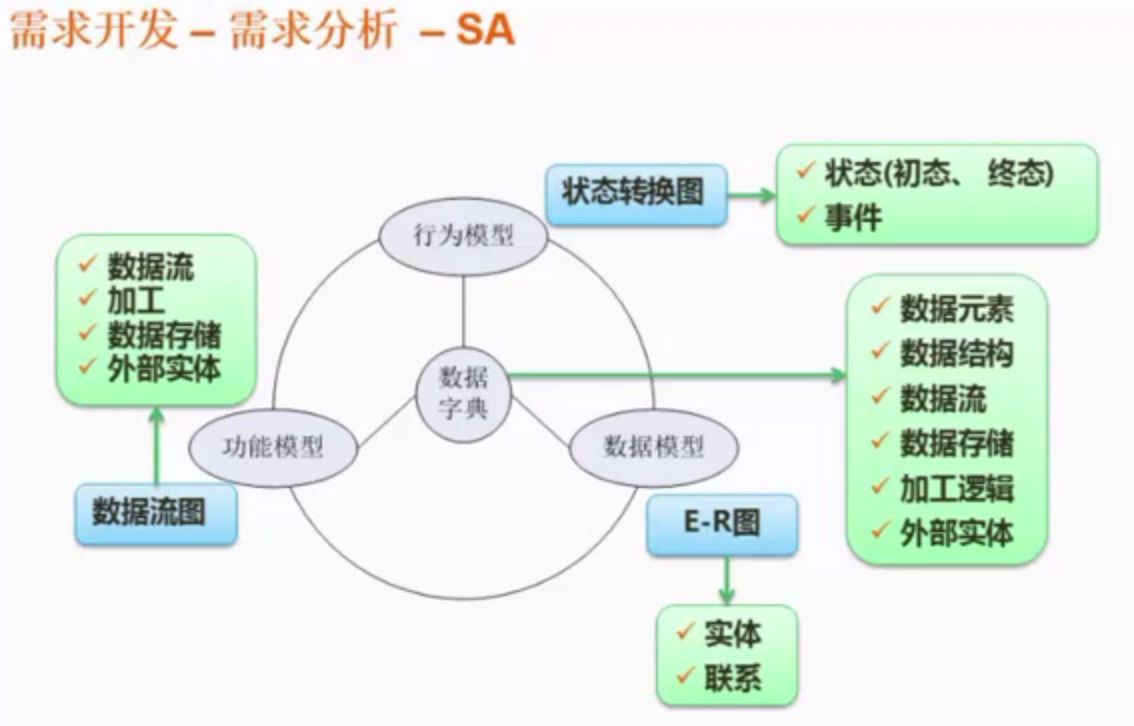 需求开发 – 需求分析 – SA
状态转换图
状态(初态、 终态)
事件
行为模型
数据流
加工
数据存储
外部实体
数据
字典
功能模型
数据模型
数据流图
数据元素
数据结构
数据流
数据存储
加工逻辑
外部实体
E-R图
实体
联系